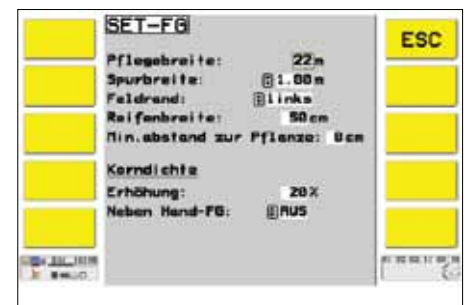 SET-FG
ESC
Pflegebreite: 22m
Spurbreite: 1.80m
Feldrand: links
Reifenbreite: 50cm
Min.abstand zur Pflanze: 8cm
Korndichte
Erhöhung: 20%
Neben Hand-FG: AUS